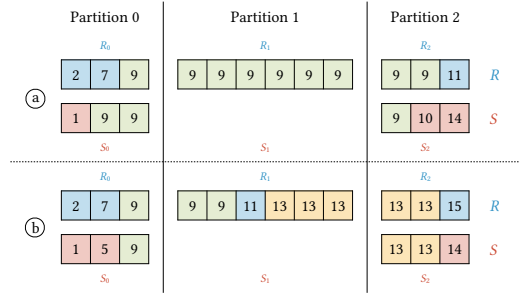 Partition 0 Partition 1 Partition 2
R₀ R₁ R₂
2 7 9 9 9 9 9 9 9 9 9 11 R
a
1 9 9 9 10 14 S
S₀ S₁ S₂
R₀ R₁ R₂
2 7 9 9 9 11 13 13 13 13 13 15 R
b
1 5 9 13 13 14 S
S₀ S₁ S₂